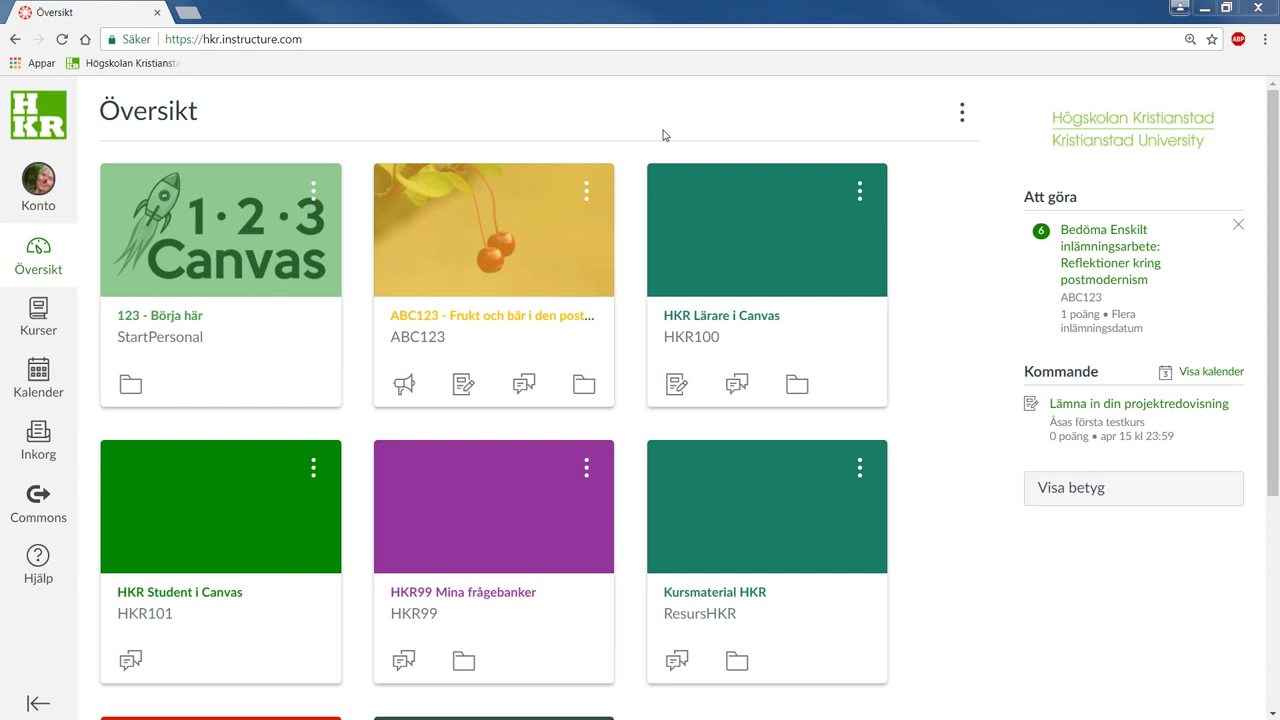 Översikt
Säker
https://hkr.instructure.com
ABP
Appar
Högskolan Kristiansta
HKR
Konto
Översikt
Kurser
Kalender
Inkorg
Commons
Hjälp
Översikt
1·2·3
Canvas
123 - Börja här
StartPersonal
ABC123 - Frukt och bär i den post...
ABC123
HKR Lärare i Canvas
HKR100
HKR Student i Canvas
HKR101
HKR99 Mina frågebanker
HKR99
Kursmaterial HKR
ResursHKR
Högskolan Kristianstad
Kristianstad University
Att göra
6
Bedöma Enskilt
inlämningsarbete:
Reflektioner kring
postmodernism
ABC123
1 poäng • Flera
inlämningsdatum
Kommande
3
Visa kalender
Lämna in din projektredovisning
Åsas första testkurs
0 poäng • apr 15 kl 23:59
Visa betyg